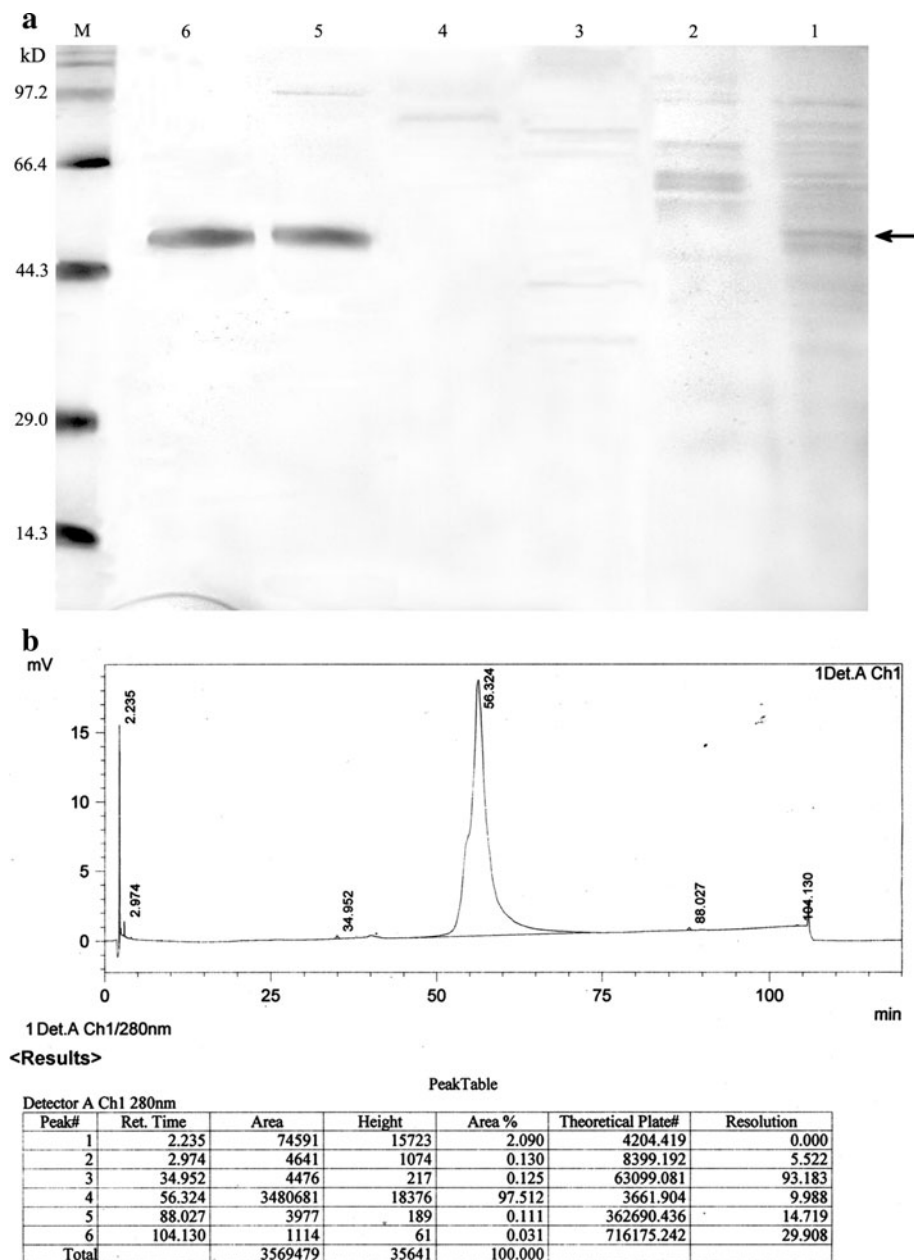 a
M 6 5 4 3 2 1
kD
97.2
66.4
44.3
29.0
14.3
b
mV
1Det.A Ch1
2.235
56.324
15
10
5
2.974
34.952
88.027
104.130
0
0 25 50 75 100
min
1 Det.A Ch1/280nm
<Results>
PeakTable
Detector A Ch1 280nm
Peak# Ret. Time Area Height Area % Theoretical Plate# Resolution
1 2.235 74591 15723 2.090 4204.419 0.000
2 2.974 4641 1074 0.130 8399.192 5.522
3 34.952 4476 217 0.125 63099.081 93.183
4 56.324 3480681 18376 97.512 3661.904 9.988
5 88.027 3977 189 0.111 362690.436 14.719
6 104.130 1114 61 0.031 716175.242 29.908
Total 3569479 35641 100.000